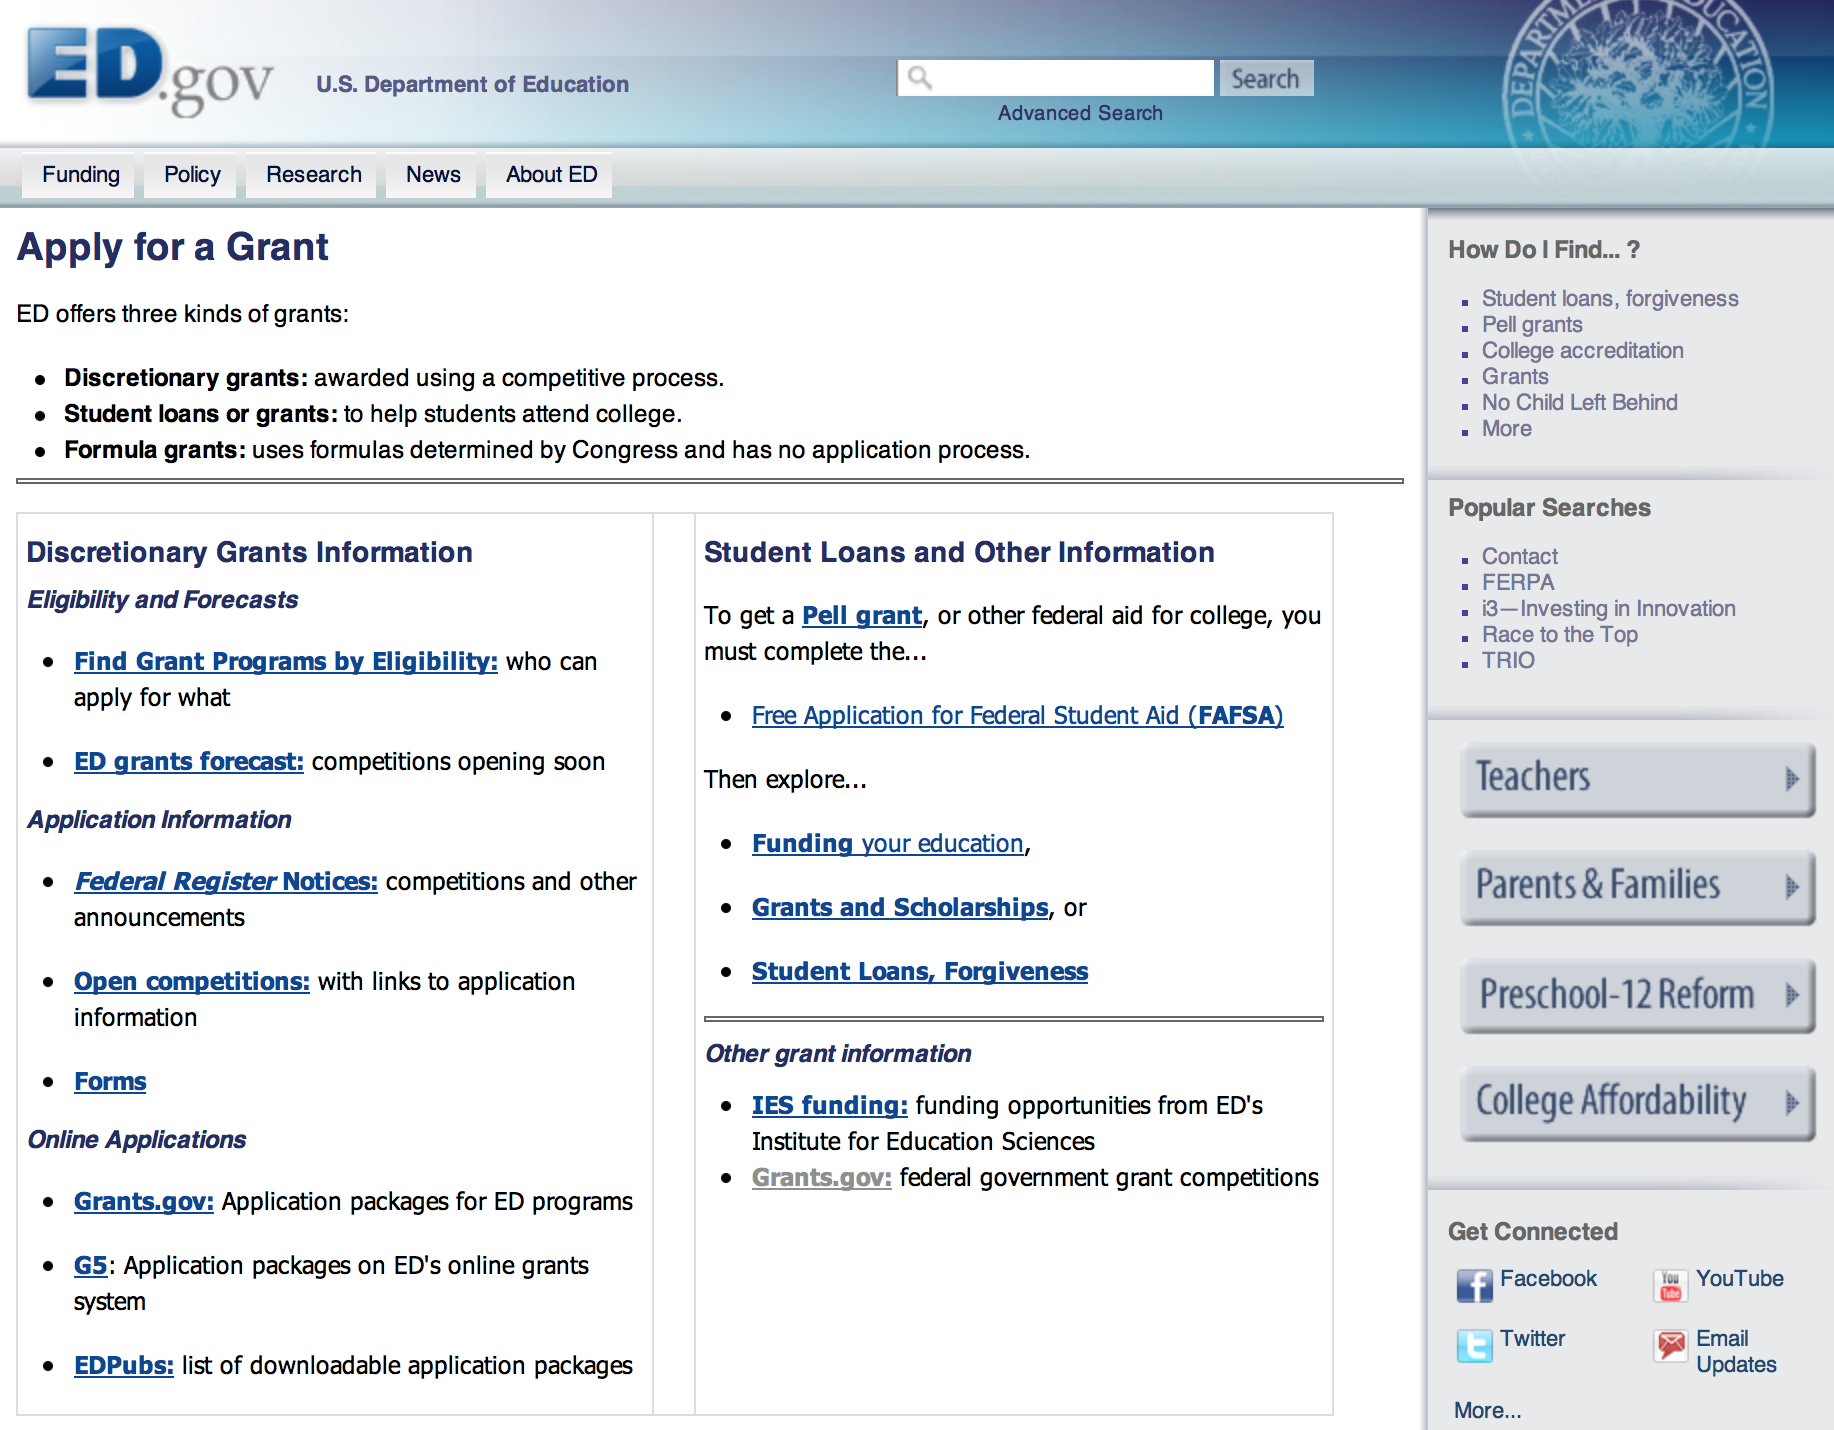 ED.gov
U.S. Department of Education
Search
Advanced Search
DEPARTMENT EDUCATION
Funding
Policy
Research
News
About ED
Apply for a Grant
ED offers three kinds of grants:
Discretionary grants: awarded using a competitive process.
Student loans or grants: to help students attend college.
Formula grants: uses formulas determined by Congress and has no application process.
Discretionary Grants Information
Eligibility and Forecasts
Find Grant Programs by Eligibility: who can
apply for what
ED grants forecast: competitions opening soon
Application Information
Federal Register Notices: competitions and other
announcements
Open competitions: with links to application
information
Forms
Online Applications
Grants.gov: Application packages for ED programs
G5: Application packages on ED's online grants
system
EDPubs: list of downloadable application packages
Student Loans and Other Information
To get a Pell grant, or other federal aid for college, you
must complete the...
Free Application for Federal Student Aid (FAFSA)
Then explore...
Funding your education,
Grants and Scholarships, or
Student Loans, Forgiveness
Other grant information
IES funding: funding opportunities from ED's
Institute for Education Sciences
Grants.gov: federal government grant competitions
How Do I Find... ?
Student loans, forgiveness
Pell grants
College accreditation
Grants
No Child Left Behind
More
Popular Searches
Contact
FERPA
i3—Investing in Innovation
Race to the Top
TRIO
Teachers
Parents & Families
Preschool-12 Reform
College Affordability
Get Connected
Facebook
You
Tube
YouTube
Twitter
Email
Updates
More...